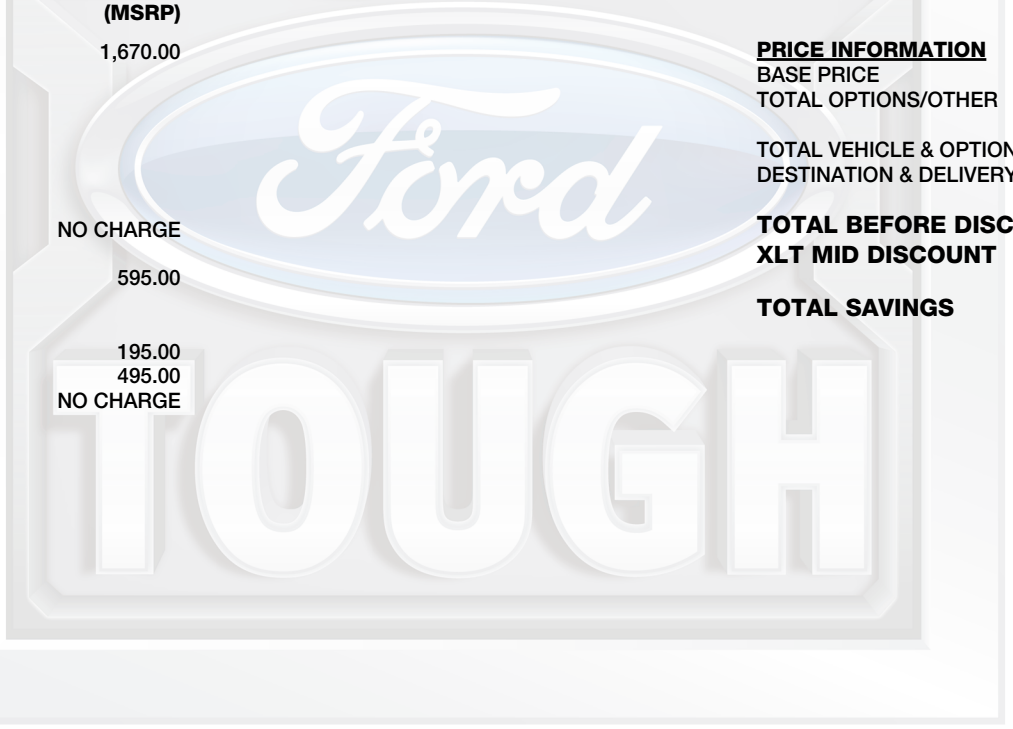 (MSRP)
1,670.00
NO CHARGE
595.00
195.00
495.00
NO CHARGE
PRICE INFORMATION
BASE PRICE
TOTAL OPTIONS/OTHER
TOTAL VEHICLE & OPTION
DESTINATION & DELIVERY
TOTAL BEFORE DISC
XLT MID DISCOUNT
TOTAL SAVINGS
Ford
TOUGH